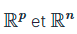 ℝᵖ et ℝⁿ